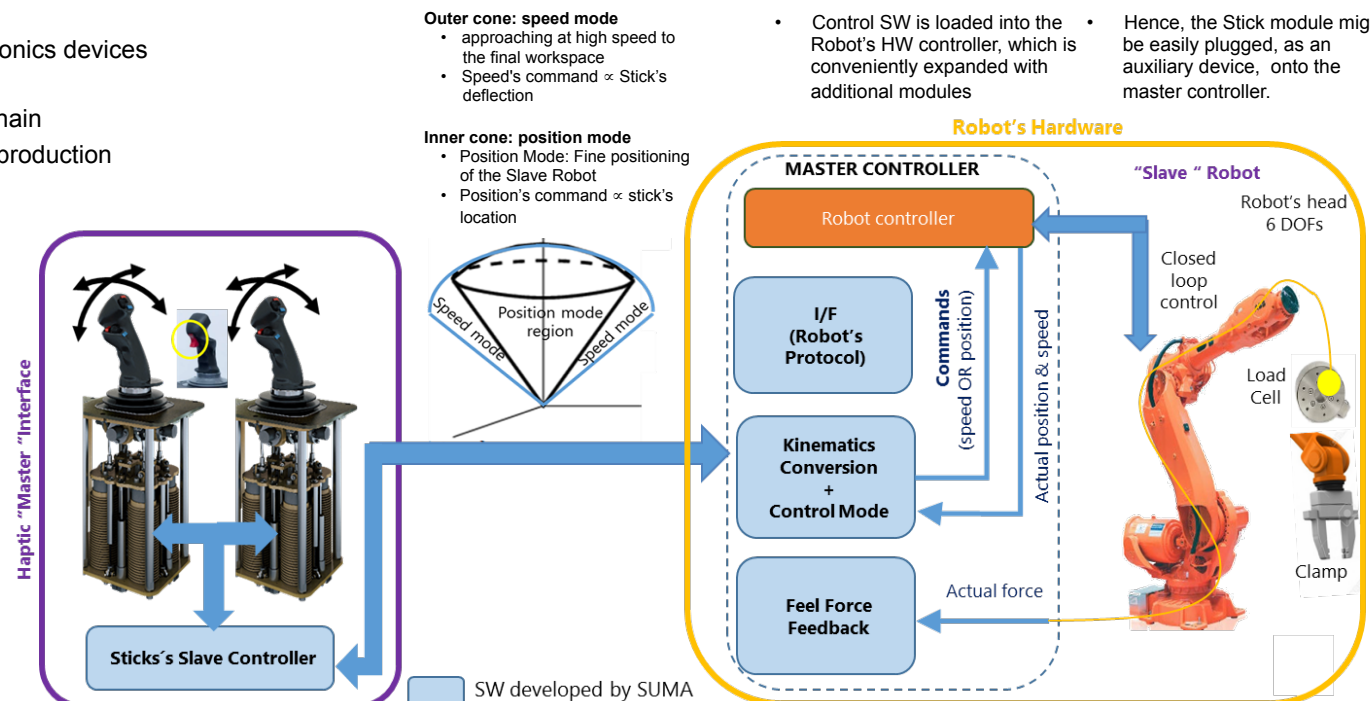 onics devices
nain
production
Outer cone: speed mode
• approaching at high speed to
the final workspace
• Speed's command ∝ Stick's
deflection
Inner cone: position mode
• Position Mode: Fine positioning
of the Slave Robot
• Position's command ∝ stick's
location
• Control SW is loaded into the
Robot's HW controller, which is
conveniently expanded with
additional modules
• Hence, the Stick module mig
be easily plugged, as an
auxiliary device, onto the
master controller.
Robot's Hardware
MASTER CONTROLLER
"Slave " Robot
Robot controller
Robot's head
6 DOFs
Closed
loop
control
I/F
(Robot's
Protocol)
Commands
(speed OR position)
Actual position & speed
Speed mode
Position mode
region
Speed mode
Haptic "Master "Interface
Load
Cell
Kinematics
Conversion
+
Control Mode
Clamp
Feel Force
Feedback
Actual force
Sticks´s Slave Controller
SW developed by SUMA